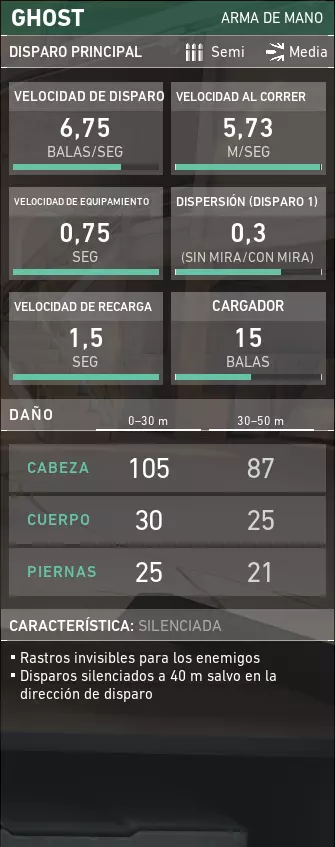 GHOST ARMA DE MANO
DISPARO PRINCIPAL Semi Media
VELOCIDAD DE DISPARO VELOCIDAD AL CORRER
6,75 5,73
BALAS/SEG M/SEG
VELOCIDAD DE EQUIPAMIENTO DISPERSIÓN (DISPARO 1)
0,75 0,3
SEG (SIN MIRA/CON MIRA)
VELOCIDAD DE RECARGA CARGADOR
1,5 15
SEG BALAS
DAÑO 0–30 m 30–50 m
CABEZA 105 87
CUERPO 30 25
PIERNAS 25 21
CARACTERÍSTICA: SILENCIADA
▪ Rastros invisibles para los enemigos
▪ Disparos silenciados a 40 m salvo en la
dirección de disparo